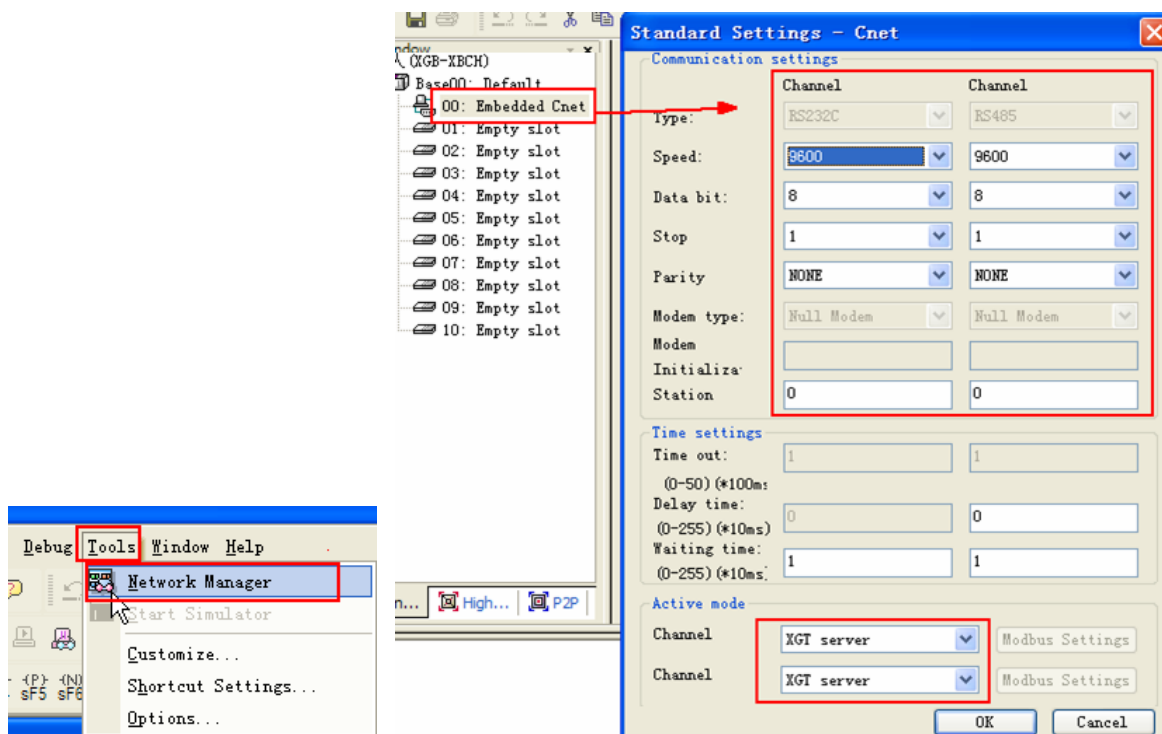 Debug Tools Window Help
Network Manager
Start Simulator
Customize...
Shortcut Settings...
Options...
{P} {N}
sF5 sF6
(XGB-XBCH)
Base00: Default
00: Embedded Cnet
01: Empty slot
02: Empty slot
03: Empty slot
04: Empty slot
05: Empty slot
06: Empty slot
07: Empty slot
08: Empty slot
09: Empty slot
10: Empty slot
n... High... P2P
Standard Settings - Cnet
Communication settings
Channel Channel
Type: RS232C RS485
Speed: 9600 9600
Data bit: 8 8
Stop 1 1
Parity NONE NONE
Modem type: Null Modem Null Modem
Modem
Initializa
Station 0 0
Time settings
Time out: 1 1
(0-50) (*100ms
Delay time: 0 0
(0-255) (*10ms)
Waiting time: 1 1
(0-255) (*10ms
Active mode
Channel XGT server Modbus Settings
Channel XGT server Modbus Settings
OK Cancel